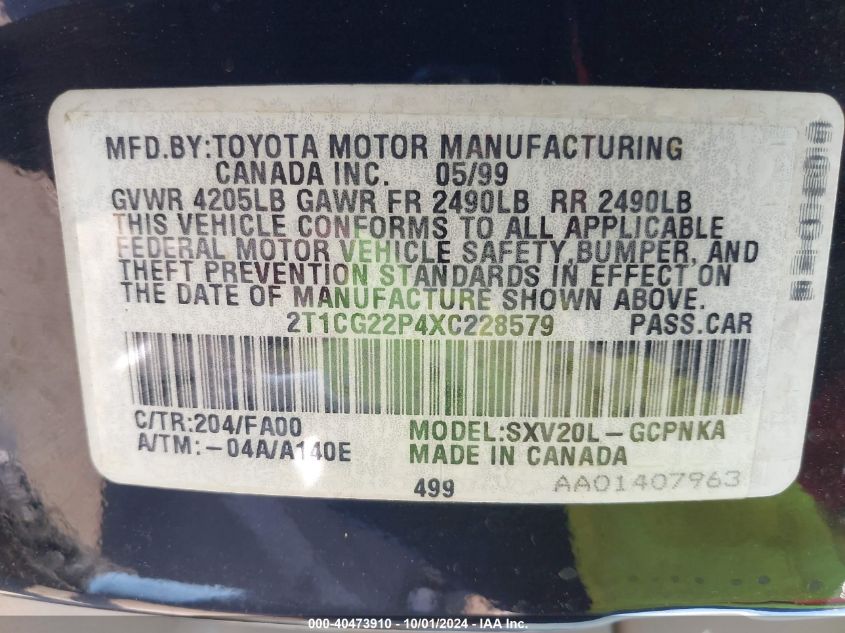 MFD.BY:TOYOTA MOTOR MANUFACTURING
CANADA INC. 05/99
GVWR 4205LB GAWR FR 2490LB RR 2490LB
THIS VEHICLE CONFORMS TO ALL APPLICABLE
FEDERAL MOTOR VEHICLE SAFETY,BUMPER, AND
THEFT PREVENTION STANDARDS IN EFFECT ON
THE DATE OF MANUFACTURE SHOWN ABOVE.
2T1CG22P4XC228579 PASS.CAR
C/TR:204/FA00 MODEL:SXV20L-GCPNKA
A/TM:-04A/A140E MADE IN CANADA
499 AA01407963
000-40473910 - 10/01/2024 - IAA Inc.